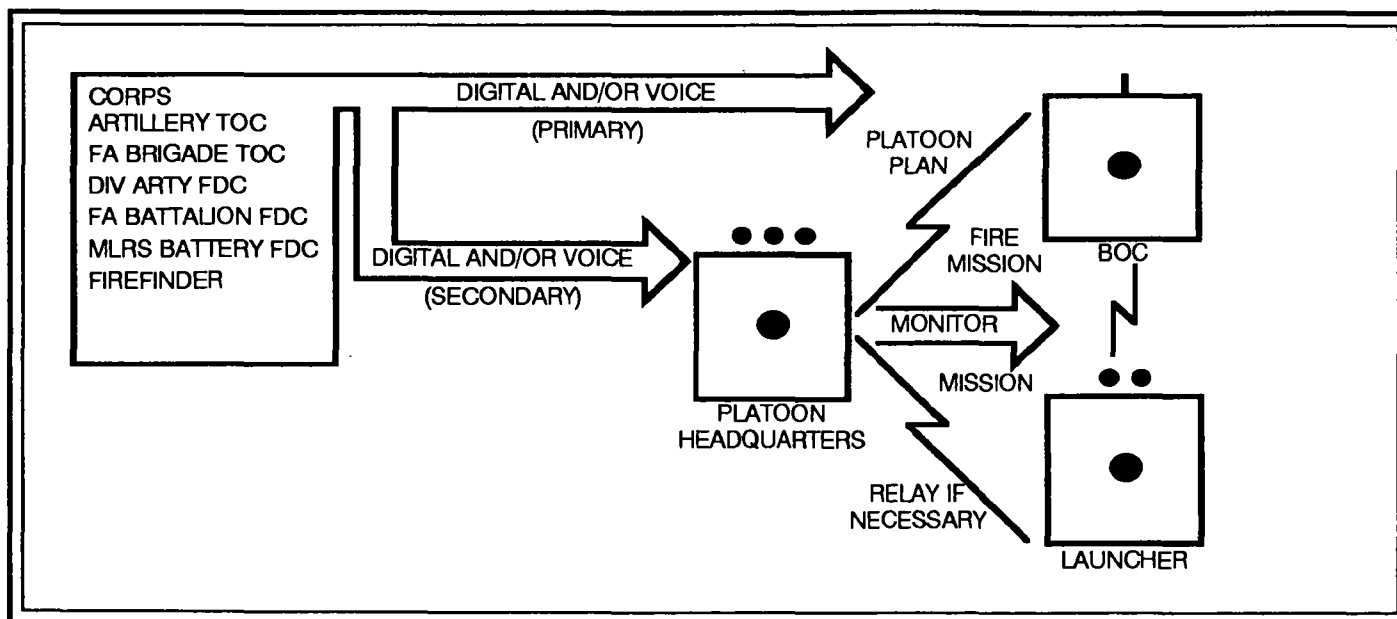 CORPS
ARTILLERY TOC
FA BRIGADE TOC
DIV ARTY FDC
FA BATTALION FDC
MLRS BATTERY FDC
FIREFINDER
DIGITAL AND/OR VOICE
(PRIMARY)
DIGITAL AND/OR VOICE
(SECONDARY)
PLATOON
HEADQUARTERS
PLATOON
PLAN
FIRE
MISSION
MONITOR
MISSION
RELAY IF
NECESSARY
BOC
LAUNCHER